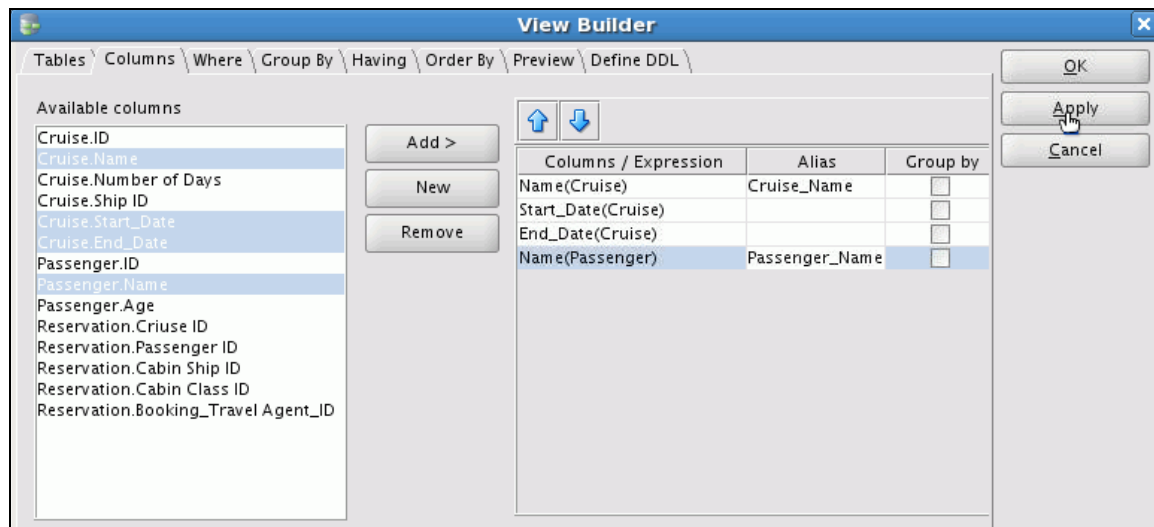 View Builder
Tables Columns Where Group By Having Order By Preview Define DDL
OK
Apply
Cancel
Available columns
Cruise.ID
Cruise.Name
Cruise.Number of Days
Cruise.Ship ID
Cruise.Start_Date
Cruise.End_Date
Passenger.ID
Passenger.Name
Passenger.Age
Reservation.Criuse ID
Reservation.Passenger ID
Reservation.Cabin Ship ID
Reservation.Cabin Class ID
Reservation.Booking_Travel Agent_ID
Add >
New
Remove
Columns / Expression Alias Group by
Name(Cruise) Cruise_Name
Start_Date(Cruise)
End_Date(Cruise)
Name(Passenger) Passenger_Name